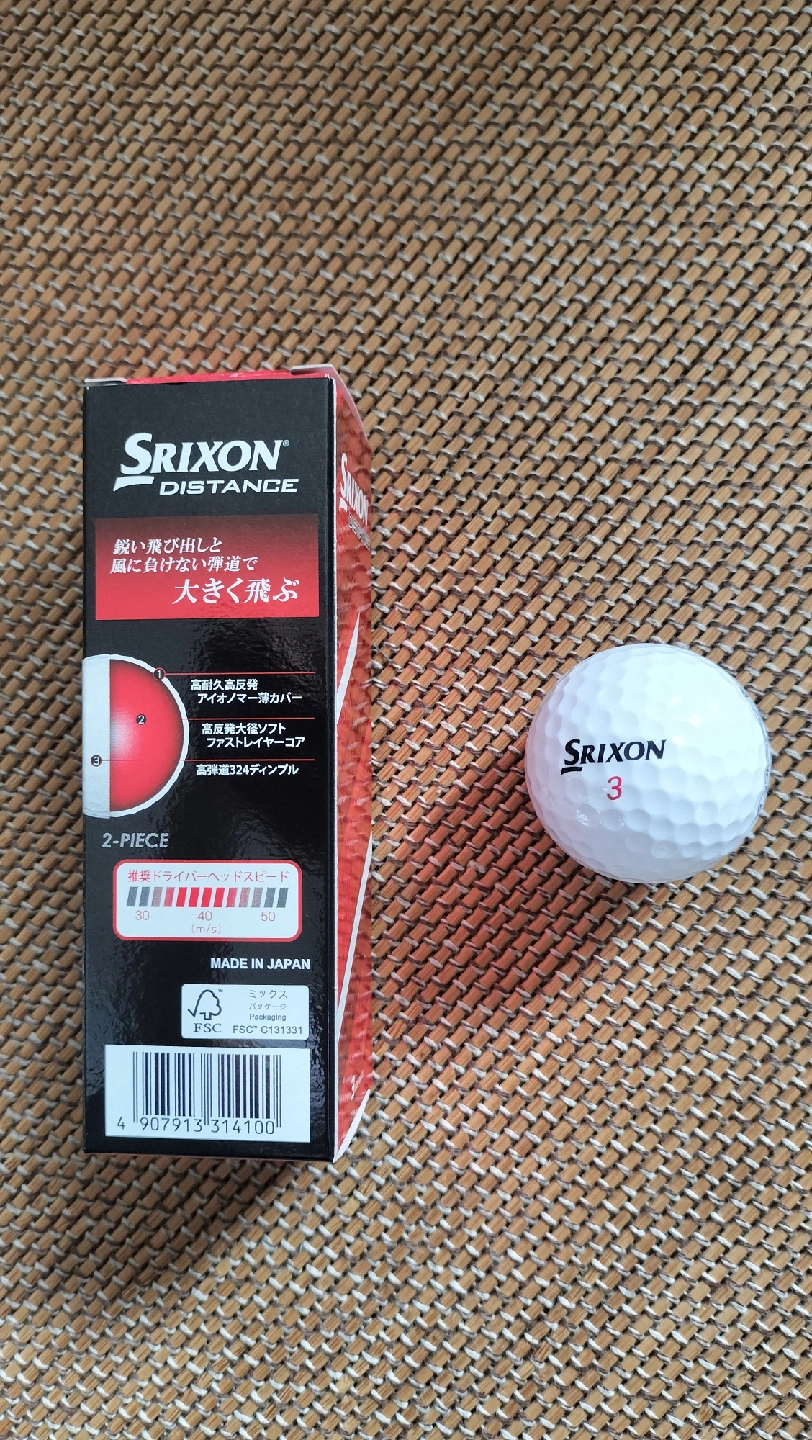 SRIXON®
DISTANCE
鋭い飛び出しと
風に負けない弾道で
大きく飛ぶ
1
高耐久高反発
アイオノマー薄カバー
2
高反発大径ソフト
ファストレイヤーコア
3
高弾道324ディンプル
2-PIECE
推奨ドライバーヘッドスピード
30 40 50
(m/s)
MADE IN JAPAN
FSC
ミックス
パッケージ
Packaging
FSC™ C131331
4 907913 314100
SRIXON
SRIXON
3